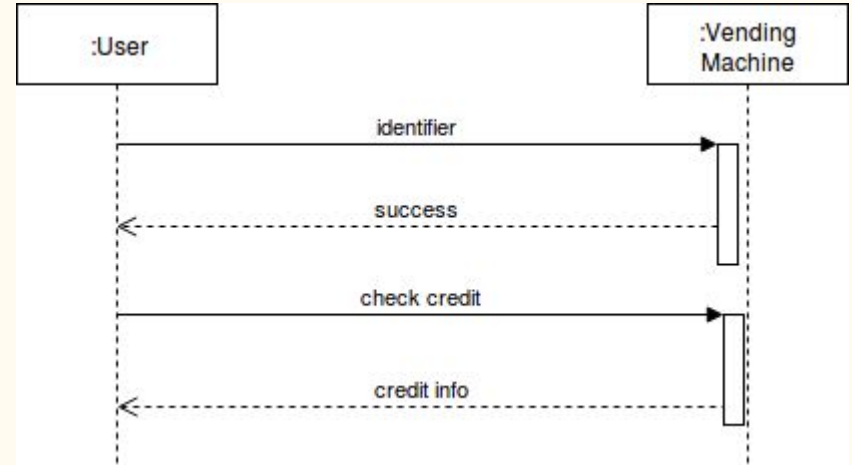 :User
:Vending
Machine
identifier
success
check credit
credit info